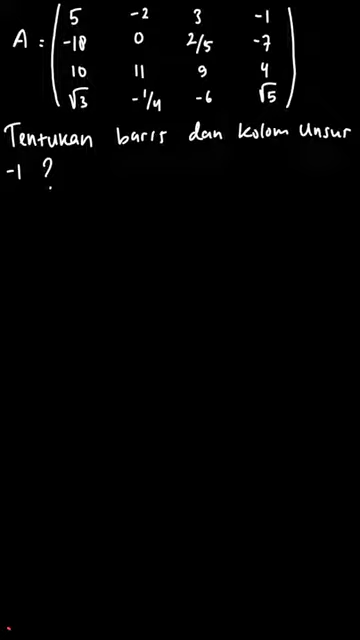 5 -2 3 -1
A = -18 0 2/5 -7
10 11 9 4
√3 -1/4 -6 √5
Tentukan baris dan kolom Unsur
-1 ?